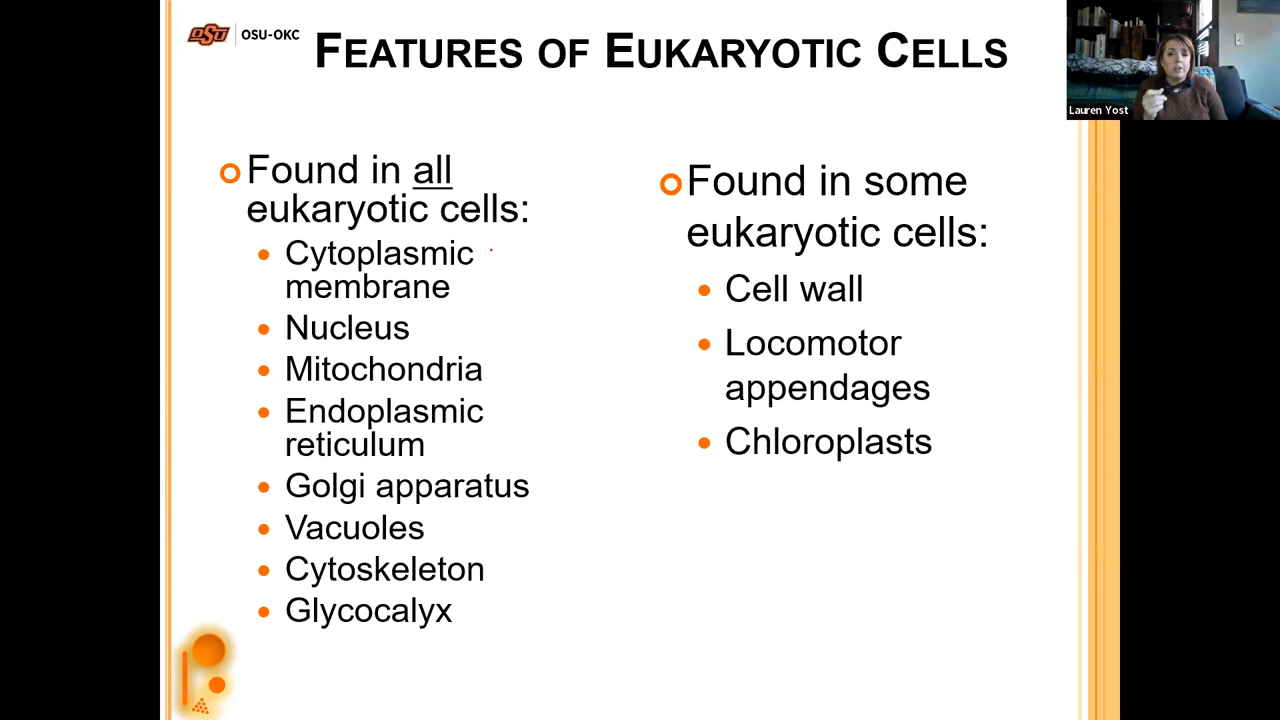 OSU
OSU-OKC
FEATURES OF EUKARYOTIC CELLS
Lauren Yost
Found in all
eukaryotic cells:
Cytoplasmic
membrane
Nucleus
Mitochondria
Endoplasmic
reticulum
Golgi apparatus
Vacuoles
Cytoskeleton
Glycocalyx
Found in some
eukaryotic cells:
Cell wall
Locomotor
appendages
Chloroplasts